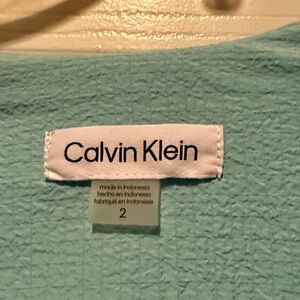 Calvin Klein
made in Indonesia
hecho en Indonesia
fabriqué en Indonésie
2